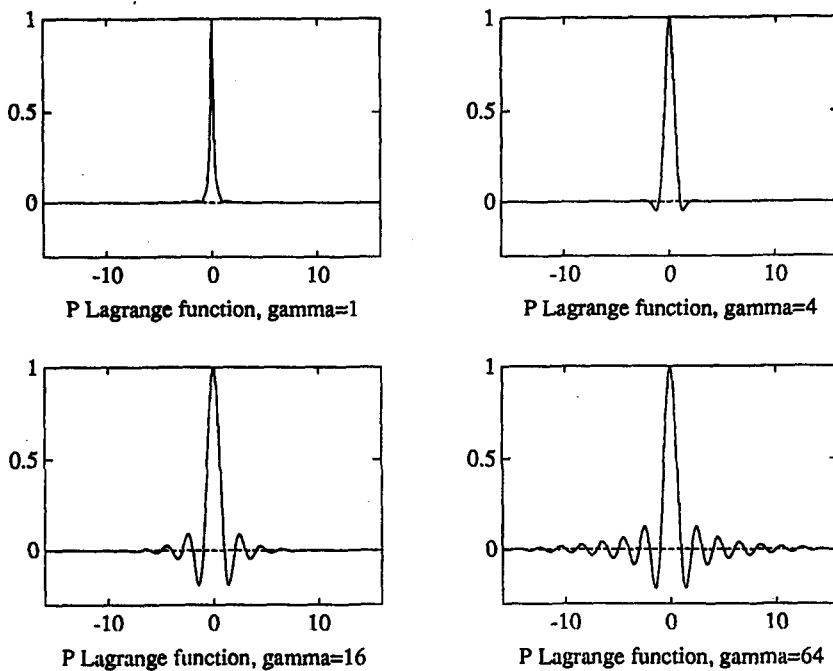 1
0.5
0
-10 0 10
P Lagrange function, gamma=1
1
0.5
0
-10 0 10
P Lagrange function, gamma=4
1
0.5
0
-10 0 10
P Lagrange function, gamma=16
1
0.5
0
-10 0 10
P Lagrange function, gamma=64